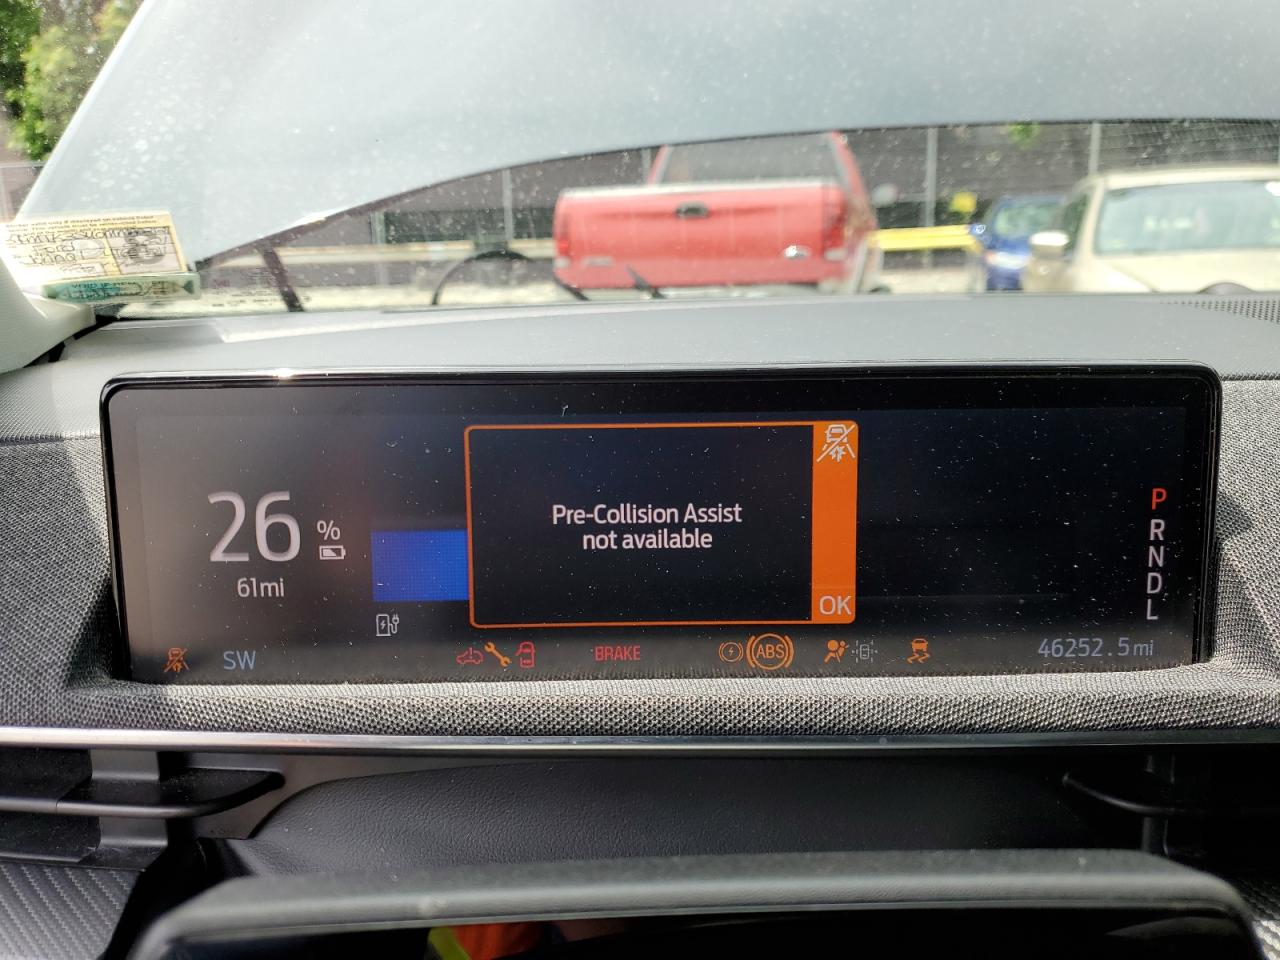 26 %
61mi
Pre-Collision Assist
not available
OK
P
R
N
D
L
SW
BRAKE
ABS
46252.5mi